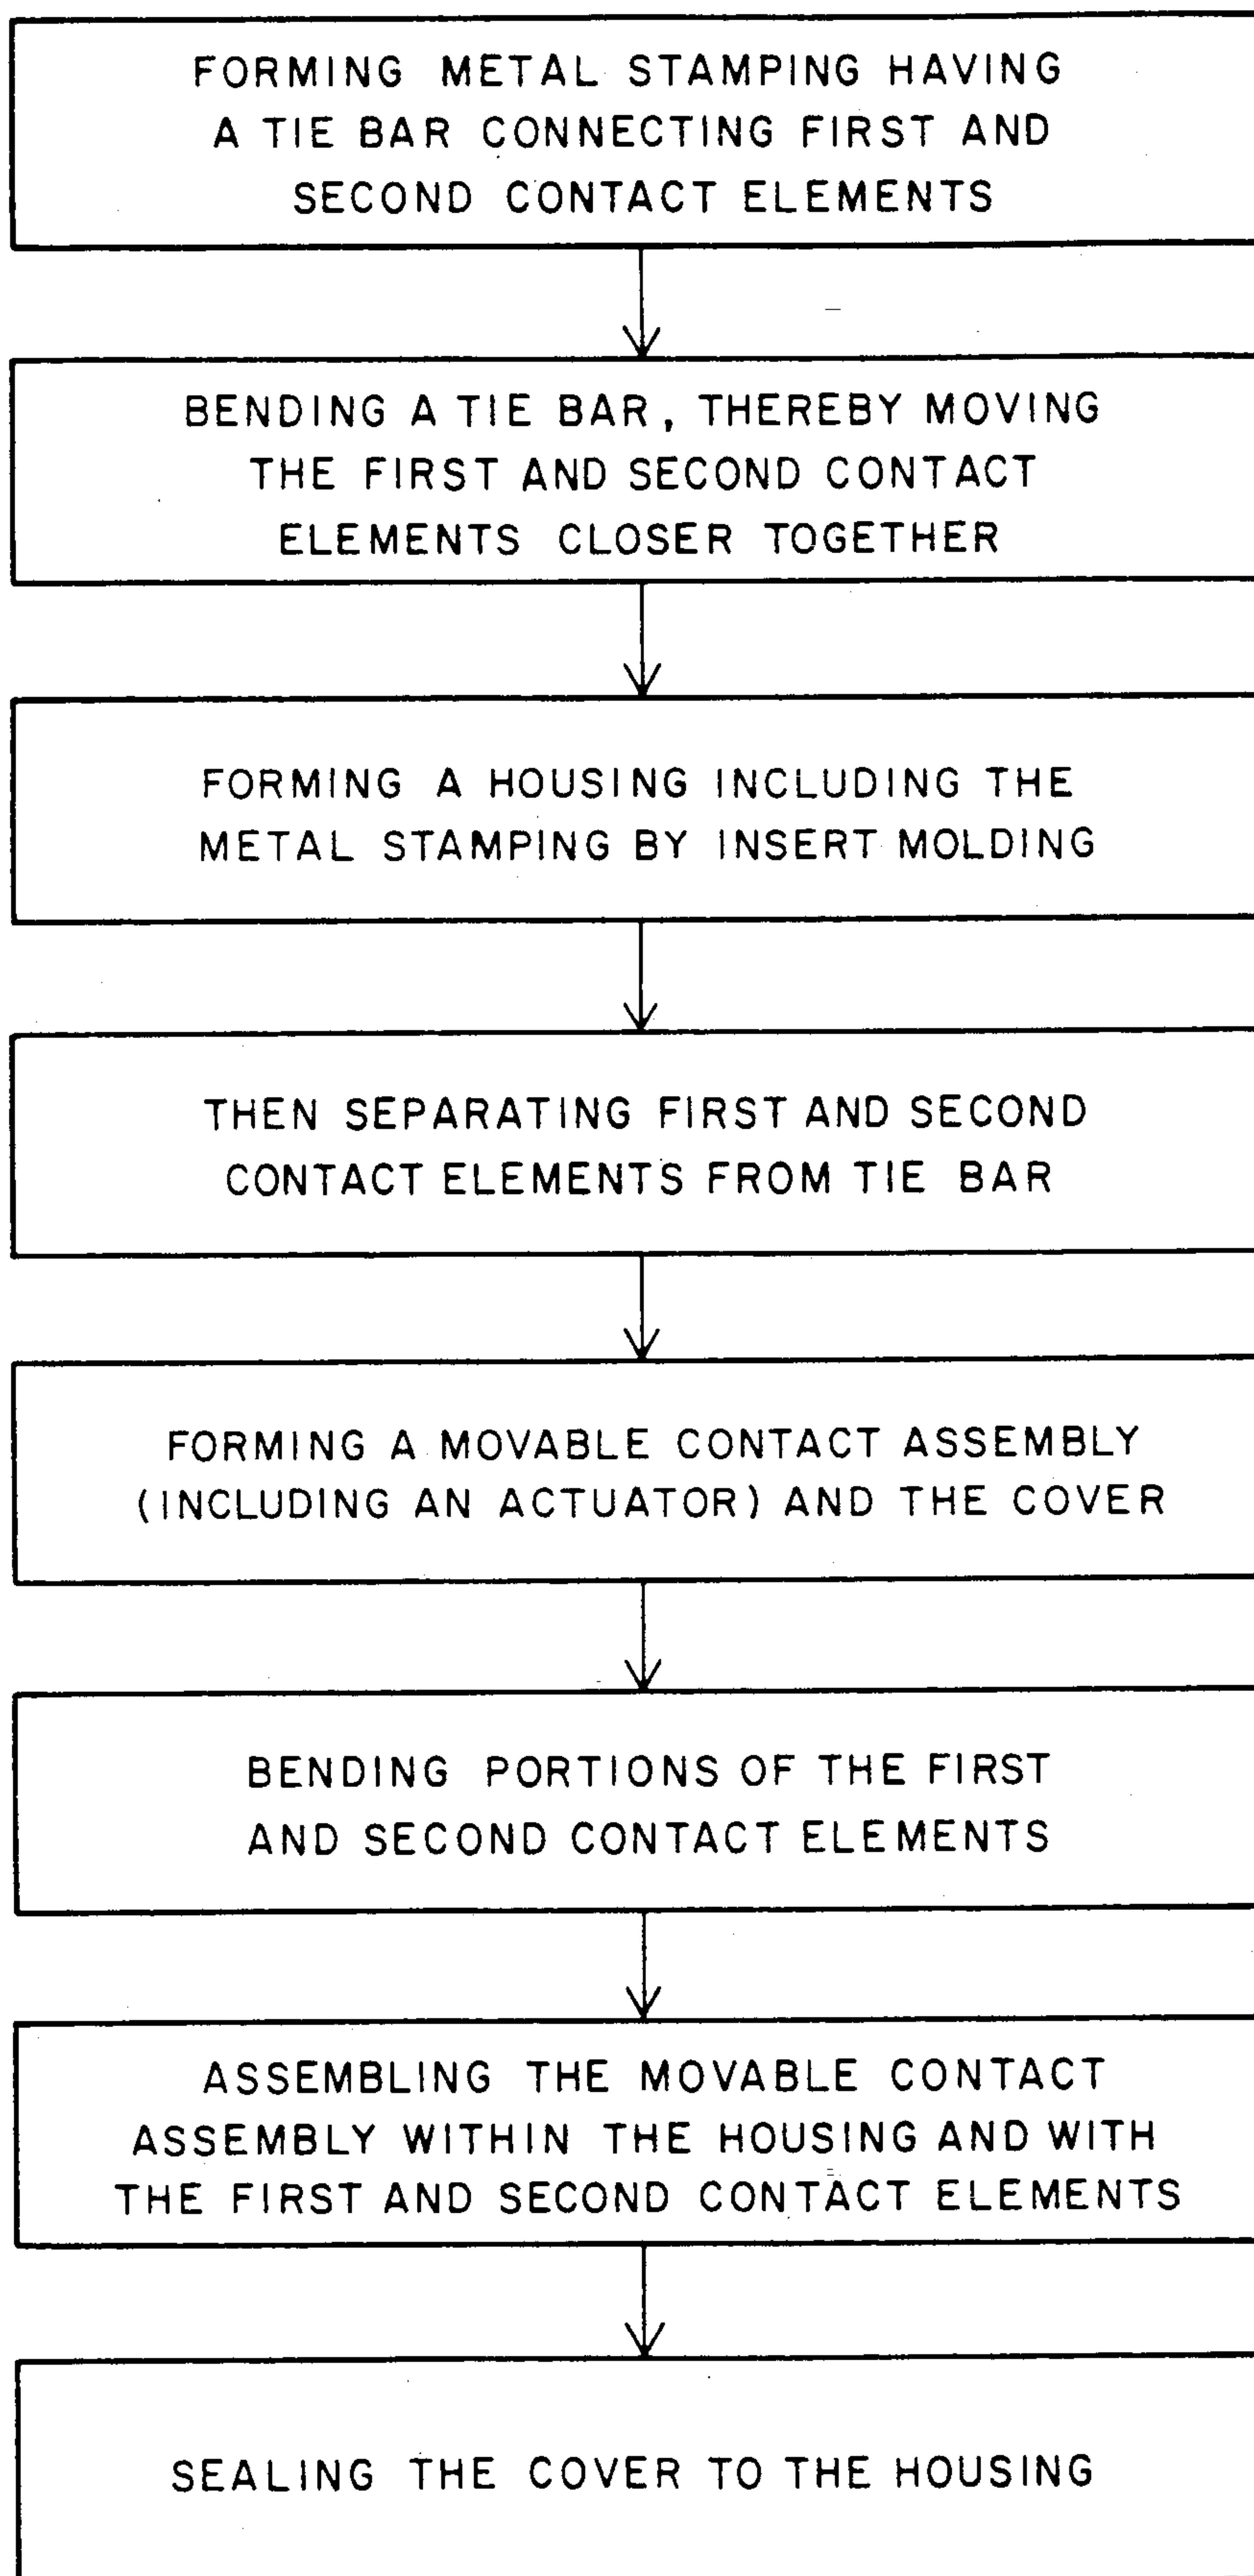 FORMING METAL STAMPING HAVING
A TIE BAR CONNECTING FIRST AND
SECOND CONTACT ELEMENTS
BENDING A TIE BAR, THEREBY MOVING
THE FIRST AND SECOND CONTACT
ELEMENTS CLOSER TOGETHER
FORMING A HOUSING INCLUDING THE
METAL STAMPING BY INSERT MOLDING
THEN SEPARATING FIRST AND SECOND
CONTACT ELEMENTS FROM TIE BAR
FORMING A MOVABLE CONTACT ASSEMBLY
(INCLUDING AN ACTUATOR) AND THE COVER
BENDING PORTIONS OF THE FIRST
AND SECOND CONTACT ELEMENTS
ASSEMBLING THE MOVABLE CONTACT
ASSEMBLY WITHIN THE HOUSING AND WITH
THE FIRST AND SECOND CONTACT ELEMENTS
SEALING THE COVER TO THE HOUSING